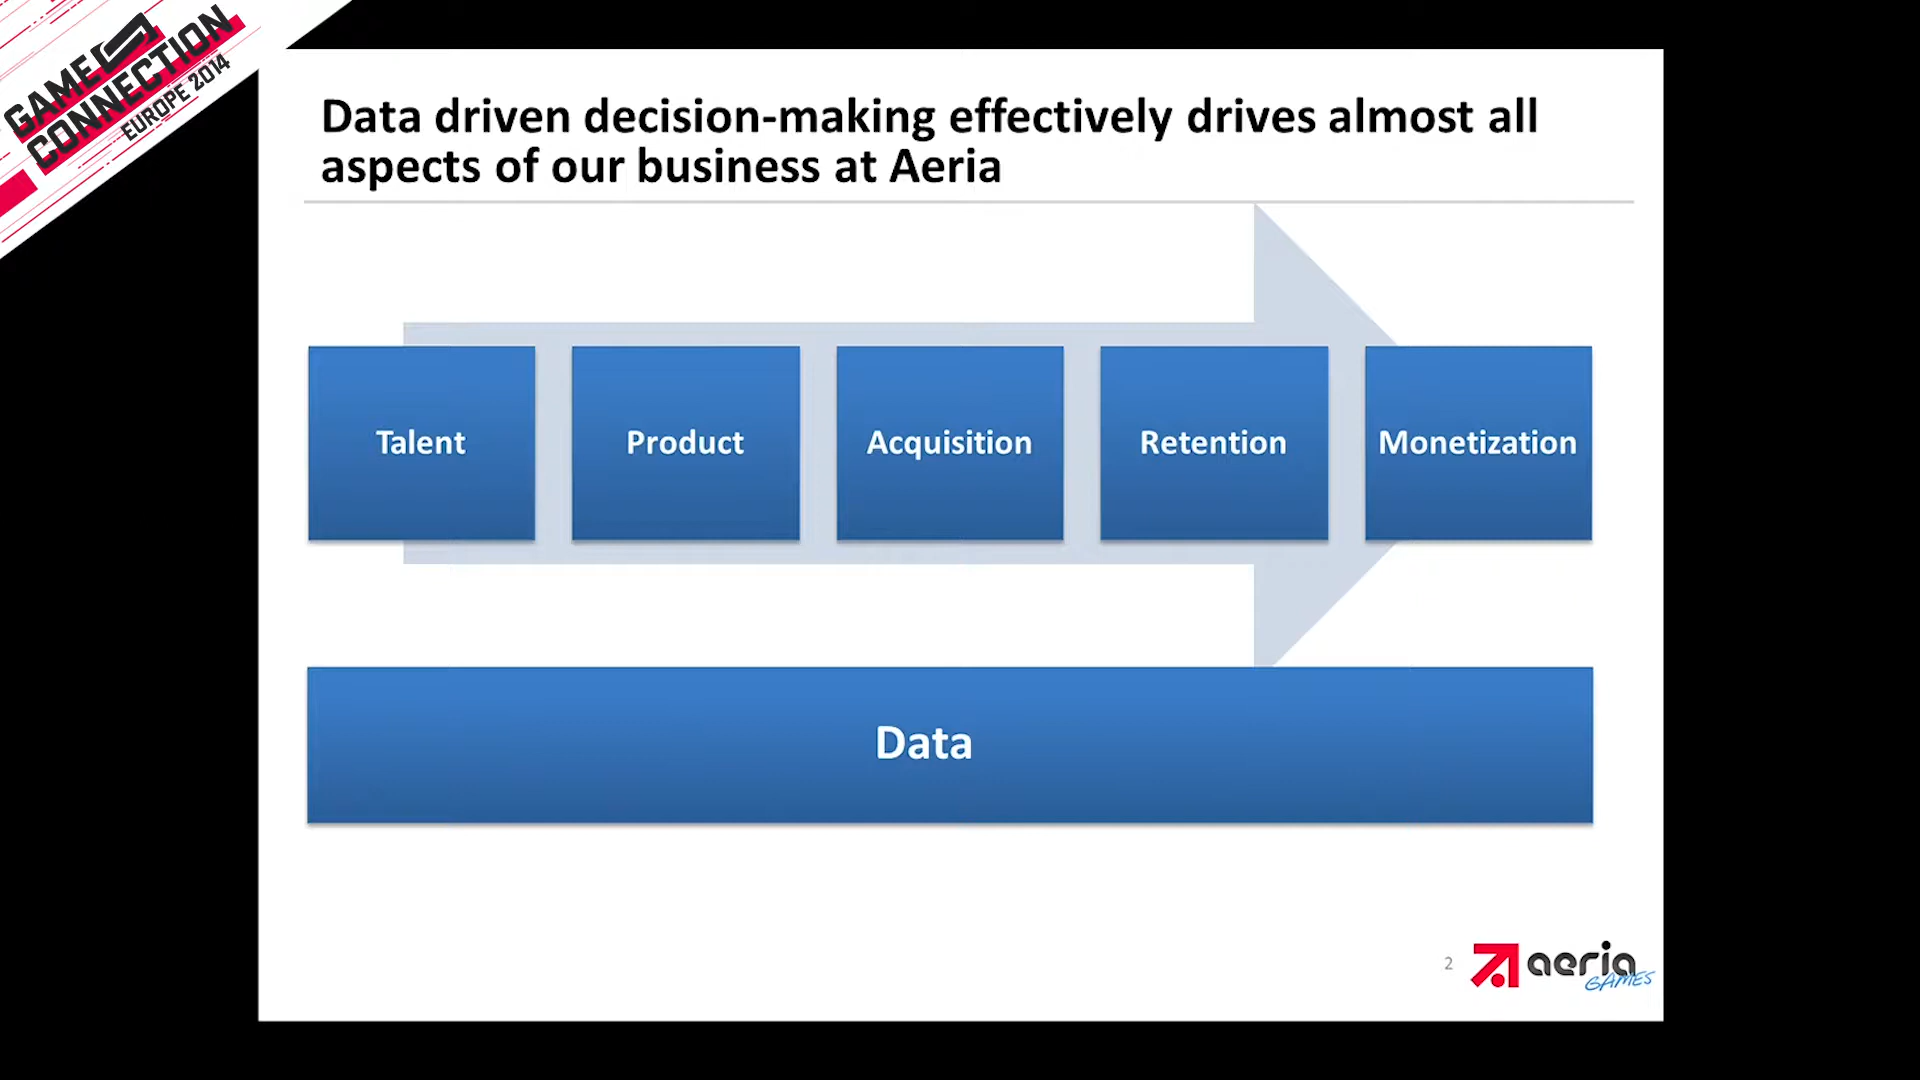 GAME
CONNECTION
EUROPE 2014
Data driven decision-making effectively drives almost all
aspects of our business at Aeria
Talent
Product
Acquisition
Retention
Monetization
Data
2
aeria
GAMES